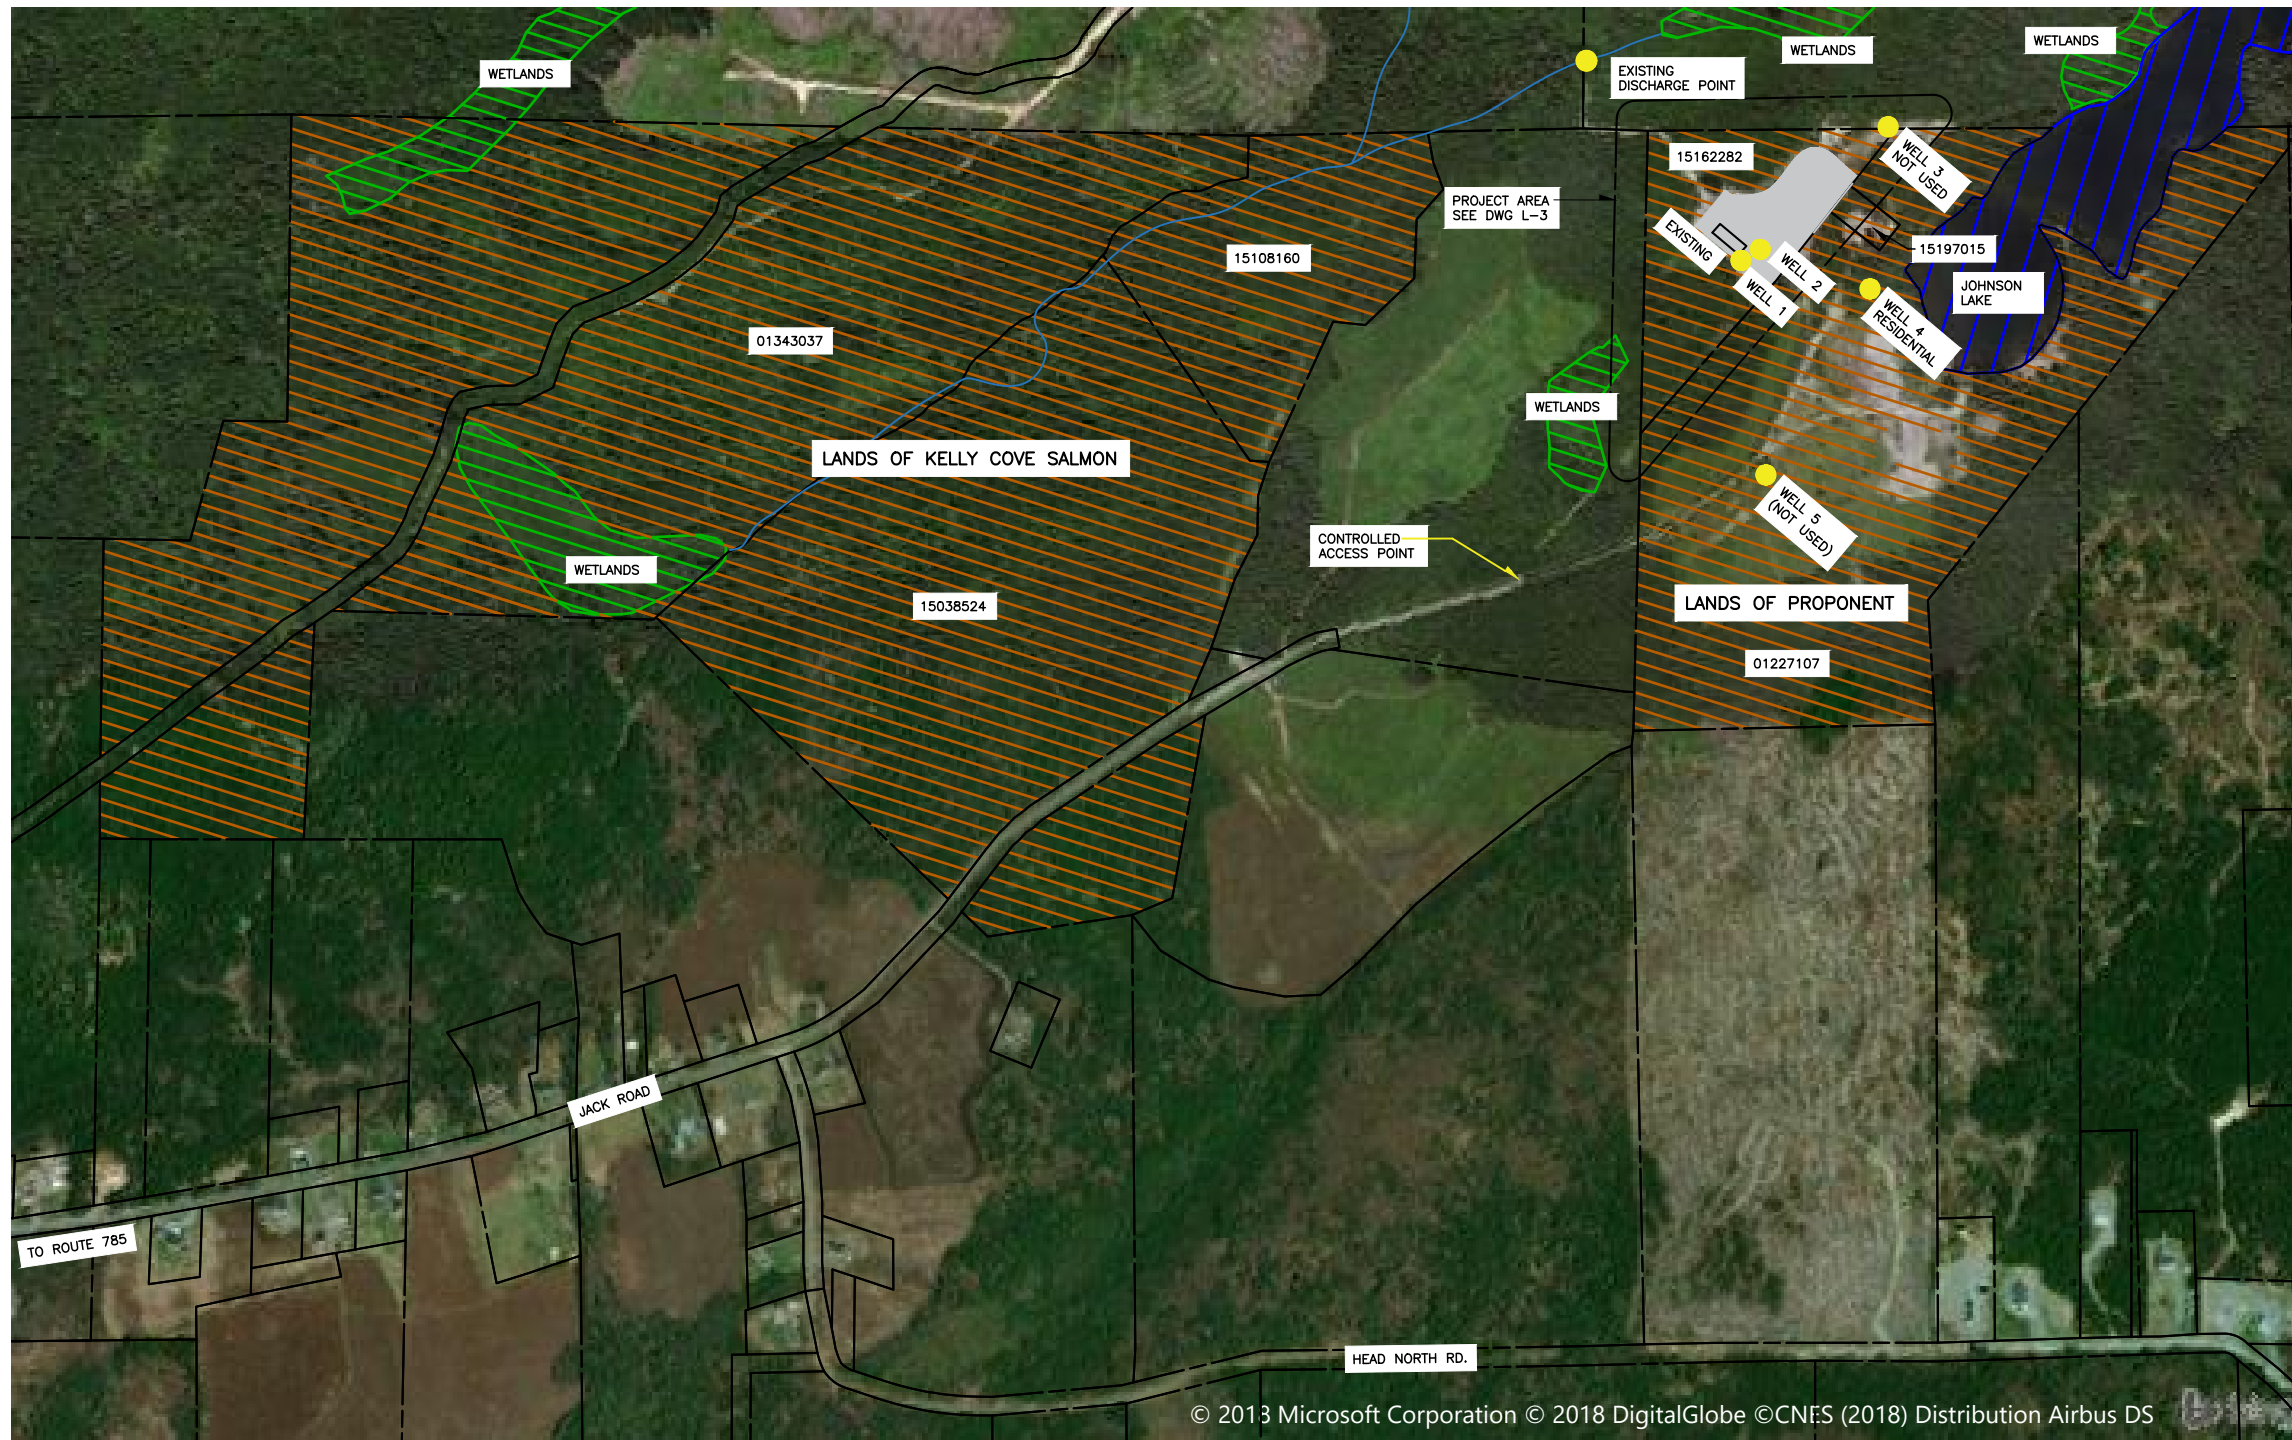 WETLANDS
EXISTING
DISCHARGE POINT
WETLANDS
WETLANDS
15162282
WELL 3
NOT USED
PROJECT AREA
SEE DWG L-3
EXISTING
WELL 2
WELL 1
15197015
JOHNSON
LAKE
WELL 4
RESIDENTIAL
15108160
01343037
WETLANDS
LANDS OF KELLY COVE SALMON
WELL 5
(NOT USED)
CONTROLLED
ACCESS POINT
WETLANDS
15038524
LANDS OF PROPONENT
01227107
JACK ROAD
TO ROUTE 785
HEAD NORTH RD.
© 2018 Microsoft Corporation © 2018 DigitalGlobe ©CNES (2018) Distribution Airbus DS